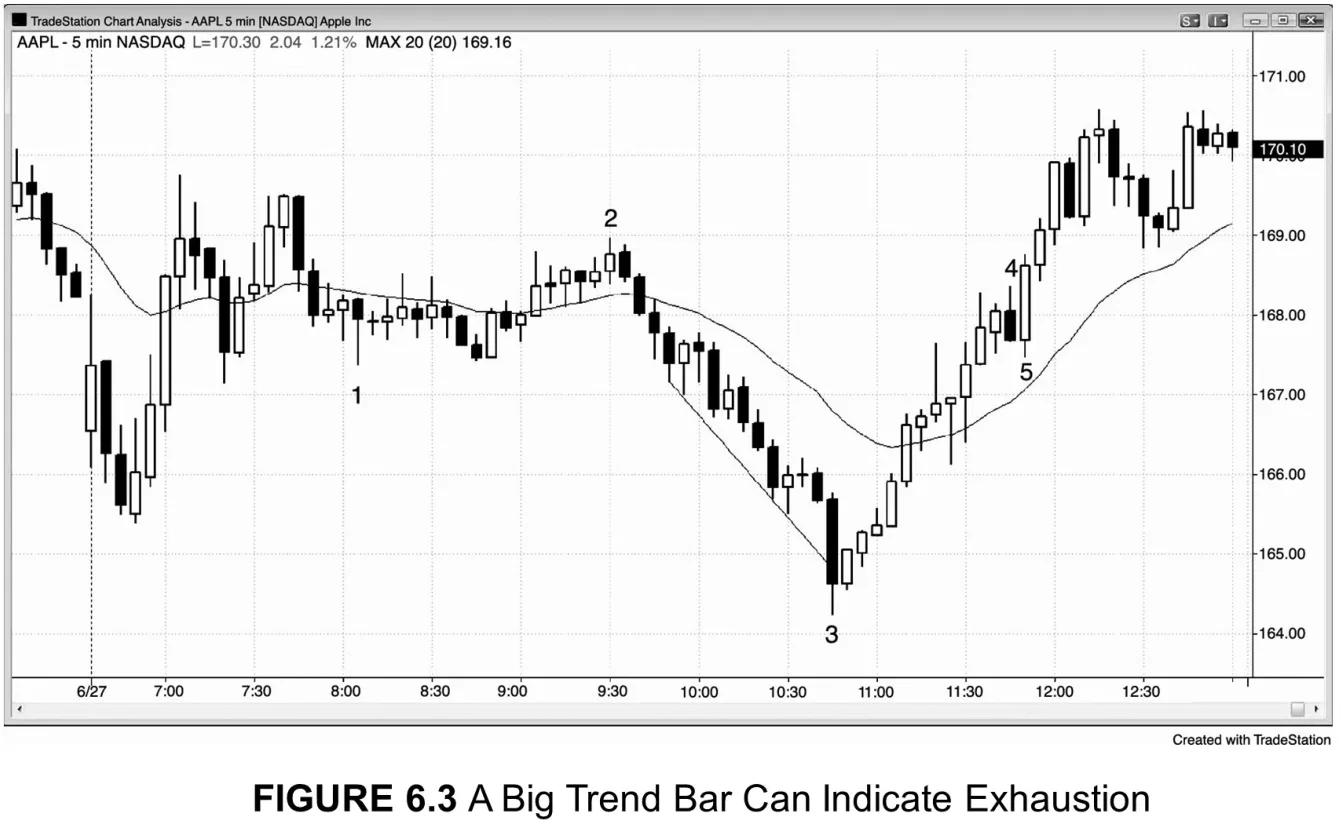 TradeStation Chart Analysis - AAPL 5 min [NASDAQ] Apple Inc
S
I
AAPL - 5 min NASDAQ L=170.30 2.04 1.21% MAX 20 (20) 169.16
171.00
170.10
170.00
169.00
168.00
167.00
166.00
165.00
164.00
2
4
5
1
3
6/27 7:00 7:30 8:00 8:30 9:00 9:30 10:00 10:30 11:00 11:30 12:00 12:30
Created with TradeStation
FIGURE 6.3 A Big Trend Bar Can Indicate Exhaustion